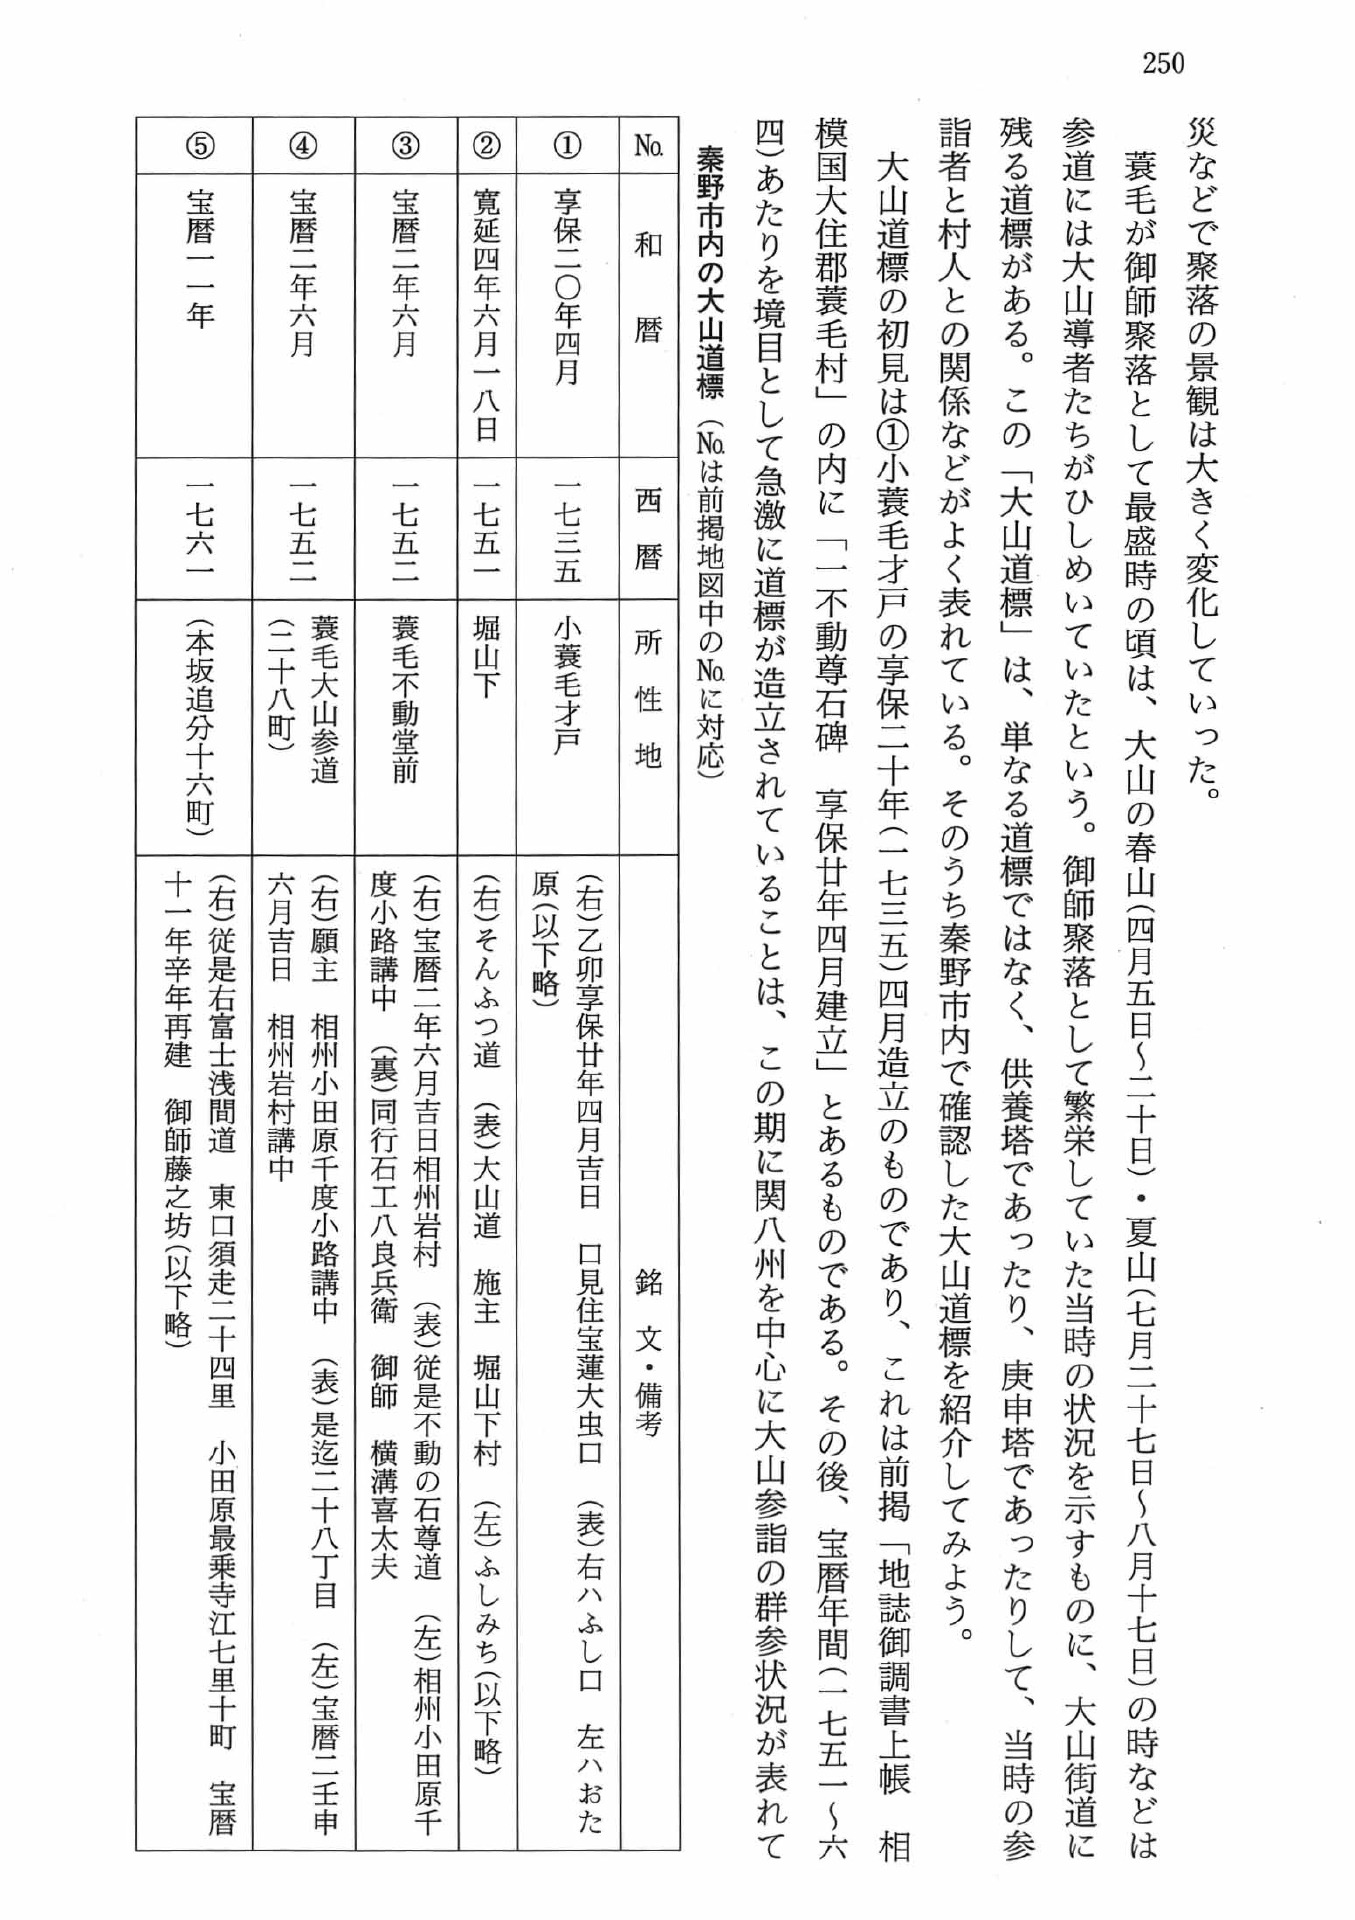 250
災などで聚落の景観は大きく変化していった。
　蓑毛が御師聚落として最盛時の頃は、大山の春山（四月五日〜二十日）・夏山（七月二十七日〜八月十七日）の時などは
参道には大山導者たちがひしめいていたという。御師聚落として繁栄していた当時の状況を示すものに、大山街道に
残る道標がある。この「大山道標」は、単なる道標ではなく、供養塔であったり、庚申塔であったりして、当時の参
詣者と村人との関係などがよく表れている。そのうち秦野市内で確認した大山道標を紹介してみよう。
　大山道標の初見は①小蓑毛才戸の享保二十年（一七三五）四月造立のものであり、これは前掲「地誌御調書上帳　相
模国大住郡蓑毛村」の内に「一不動尊石碑　享保廿年四月建立」とあるものである。その後、宝暦年間（一七五一〜六
四）あたりを境目として急激に道標が造立されていることは、この期に関八州を中心に大山参詣の群参状況が表れて
秦野市内の大山道標（№は前掲地図中の№に対応）
№　和暦　西暦　所性地　銘文・備考
①　享保二〇年四月　一七三五　小蓑毛才戸　（右）乙卯享保廿年四月吉日　口見住宝蓮大虫口　（表）右ハふし口　左ハおた
原（以下略）
②　寛延四年六月一八日　一七五一　堀山下　（右）そんふつ道　（表）大山道　施主　堀山下村　（左）ふしみち（以下略）
③　宝暦二年六月　一七五二　蓑毛不動堂前　（右）宝暦二年六月吉日相州岩村　（表）従是不動の石尊道　（左）相州小田原千
度小路講中　（裏）同行石工八良兵衛　御師　横溝喜太夫
④　宝暦二年六月　一七五二　蓑毛大山参道
（二十八町）　（右）願主　相州小田原千度小路講中　（表）是迄二十八丁目　（左）宝暦二壬申
六月吉日　相州岩村講中
⑤　宝暦一一年　一七六一　（本坂追分十六町）　（右）従是右富士浅間道　東口須走二十四里　小田原最乗寺江七里十町　宝暦
十一年辛年再建　御師藤之坊（以下略）